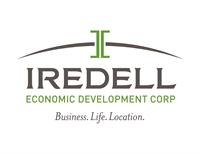 IREDELL
ECONOMIC DEVELOPMENT CORP
Business. Life. Location.